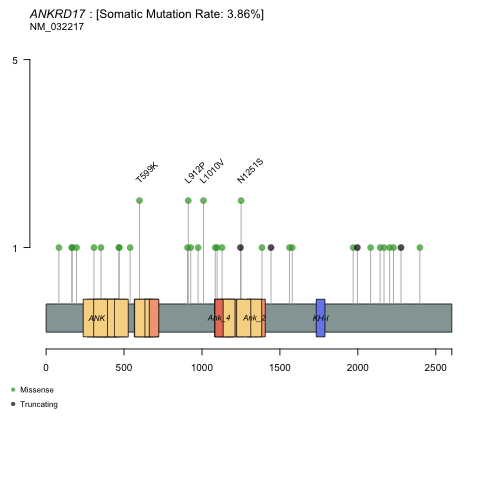 ANKRD17 : [Somatic Mutation Rate: 3.86%]
NM_032217
5
T599K L912P L1010V N1251S
1
ANK Ank_4 Ank_2 KH-I
0 500 1000 1500 2000 2500
Missense
Truncating